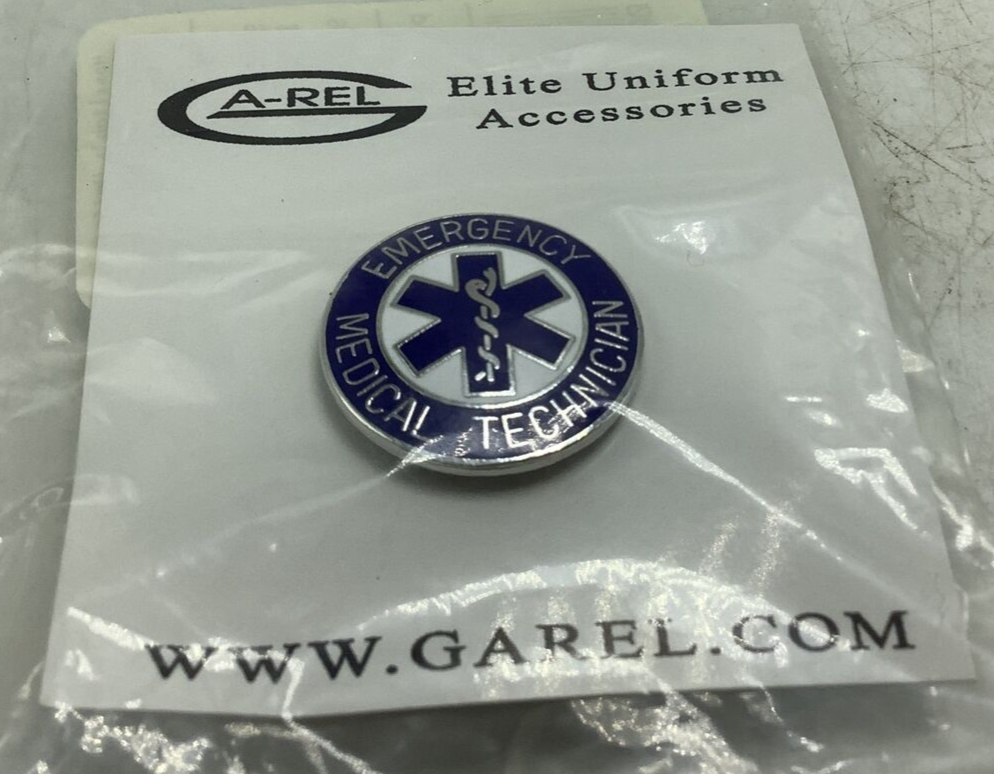 GA-REL
Elite Uniform
Accessories
EMERGENCY
MEDICAL TECHNICIAN
WWW.GAREL.COM